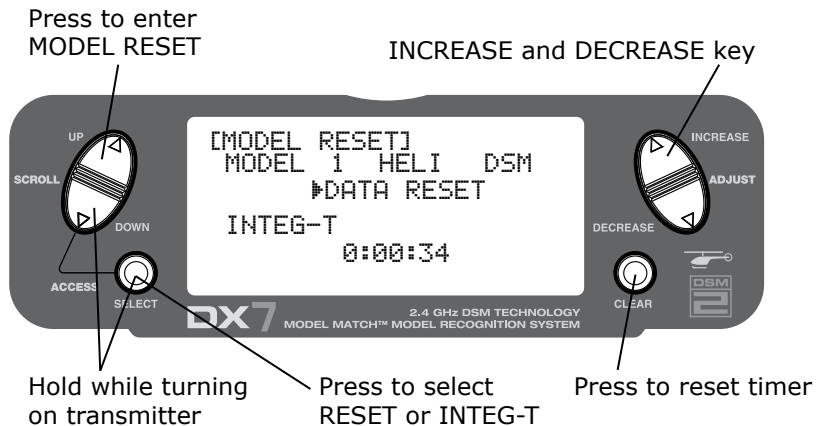 Press to enter
MODEL RESET
INCREASE and DECREASE key
UP
SCROLL
DOWN
ACCESS
SELECT
[MODEL RESET]
MODEL 1 HELI DSM
DATA RESET
INTEG-T
0:00:34
INCREASE
ADJUST
DECREASE
CLEAR
DSM
2
DX7
2.4 GHz DSM TECHNOLOGY
MODEL MATCH™ MODEL RECOGNITION SYSTEM
Hold while turning
on transmitter
Press to select
RESET or INTEG-T
Press to reset timer